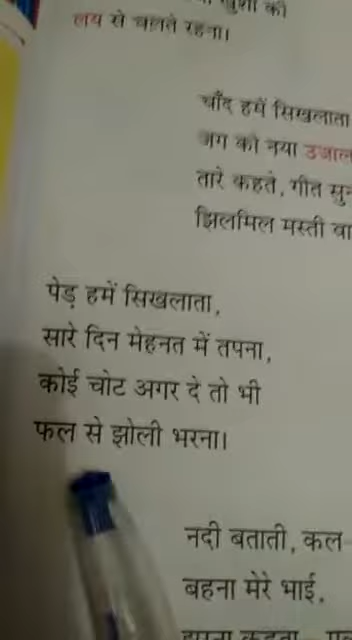 खुशी की
लय से चलते रहना।
चाँद हमें सिखलाता
जग को नया
तारे कहते, गीत
झिलमिल मस्ती
पेड़ हमें सिखलाता,
सारे दिन मेहनत में तपना,
कोई चोट अगर दे तो भी
फल से झोली भरना।
नदी बताती, कल
बहना मेरे भाई,